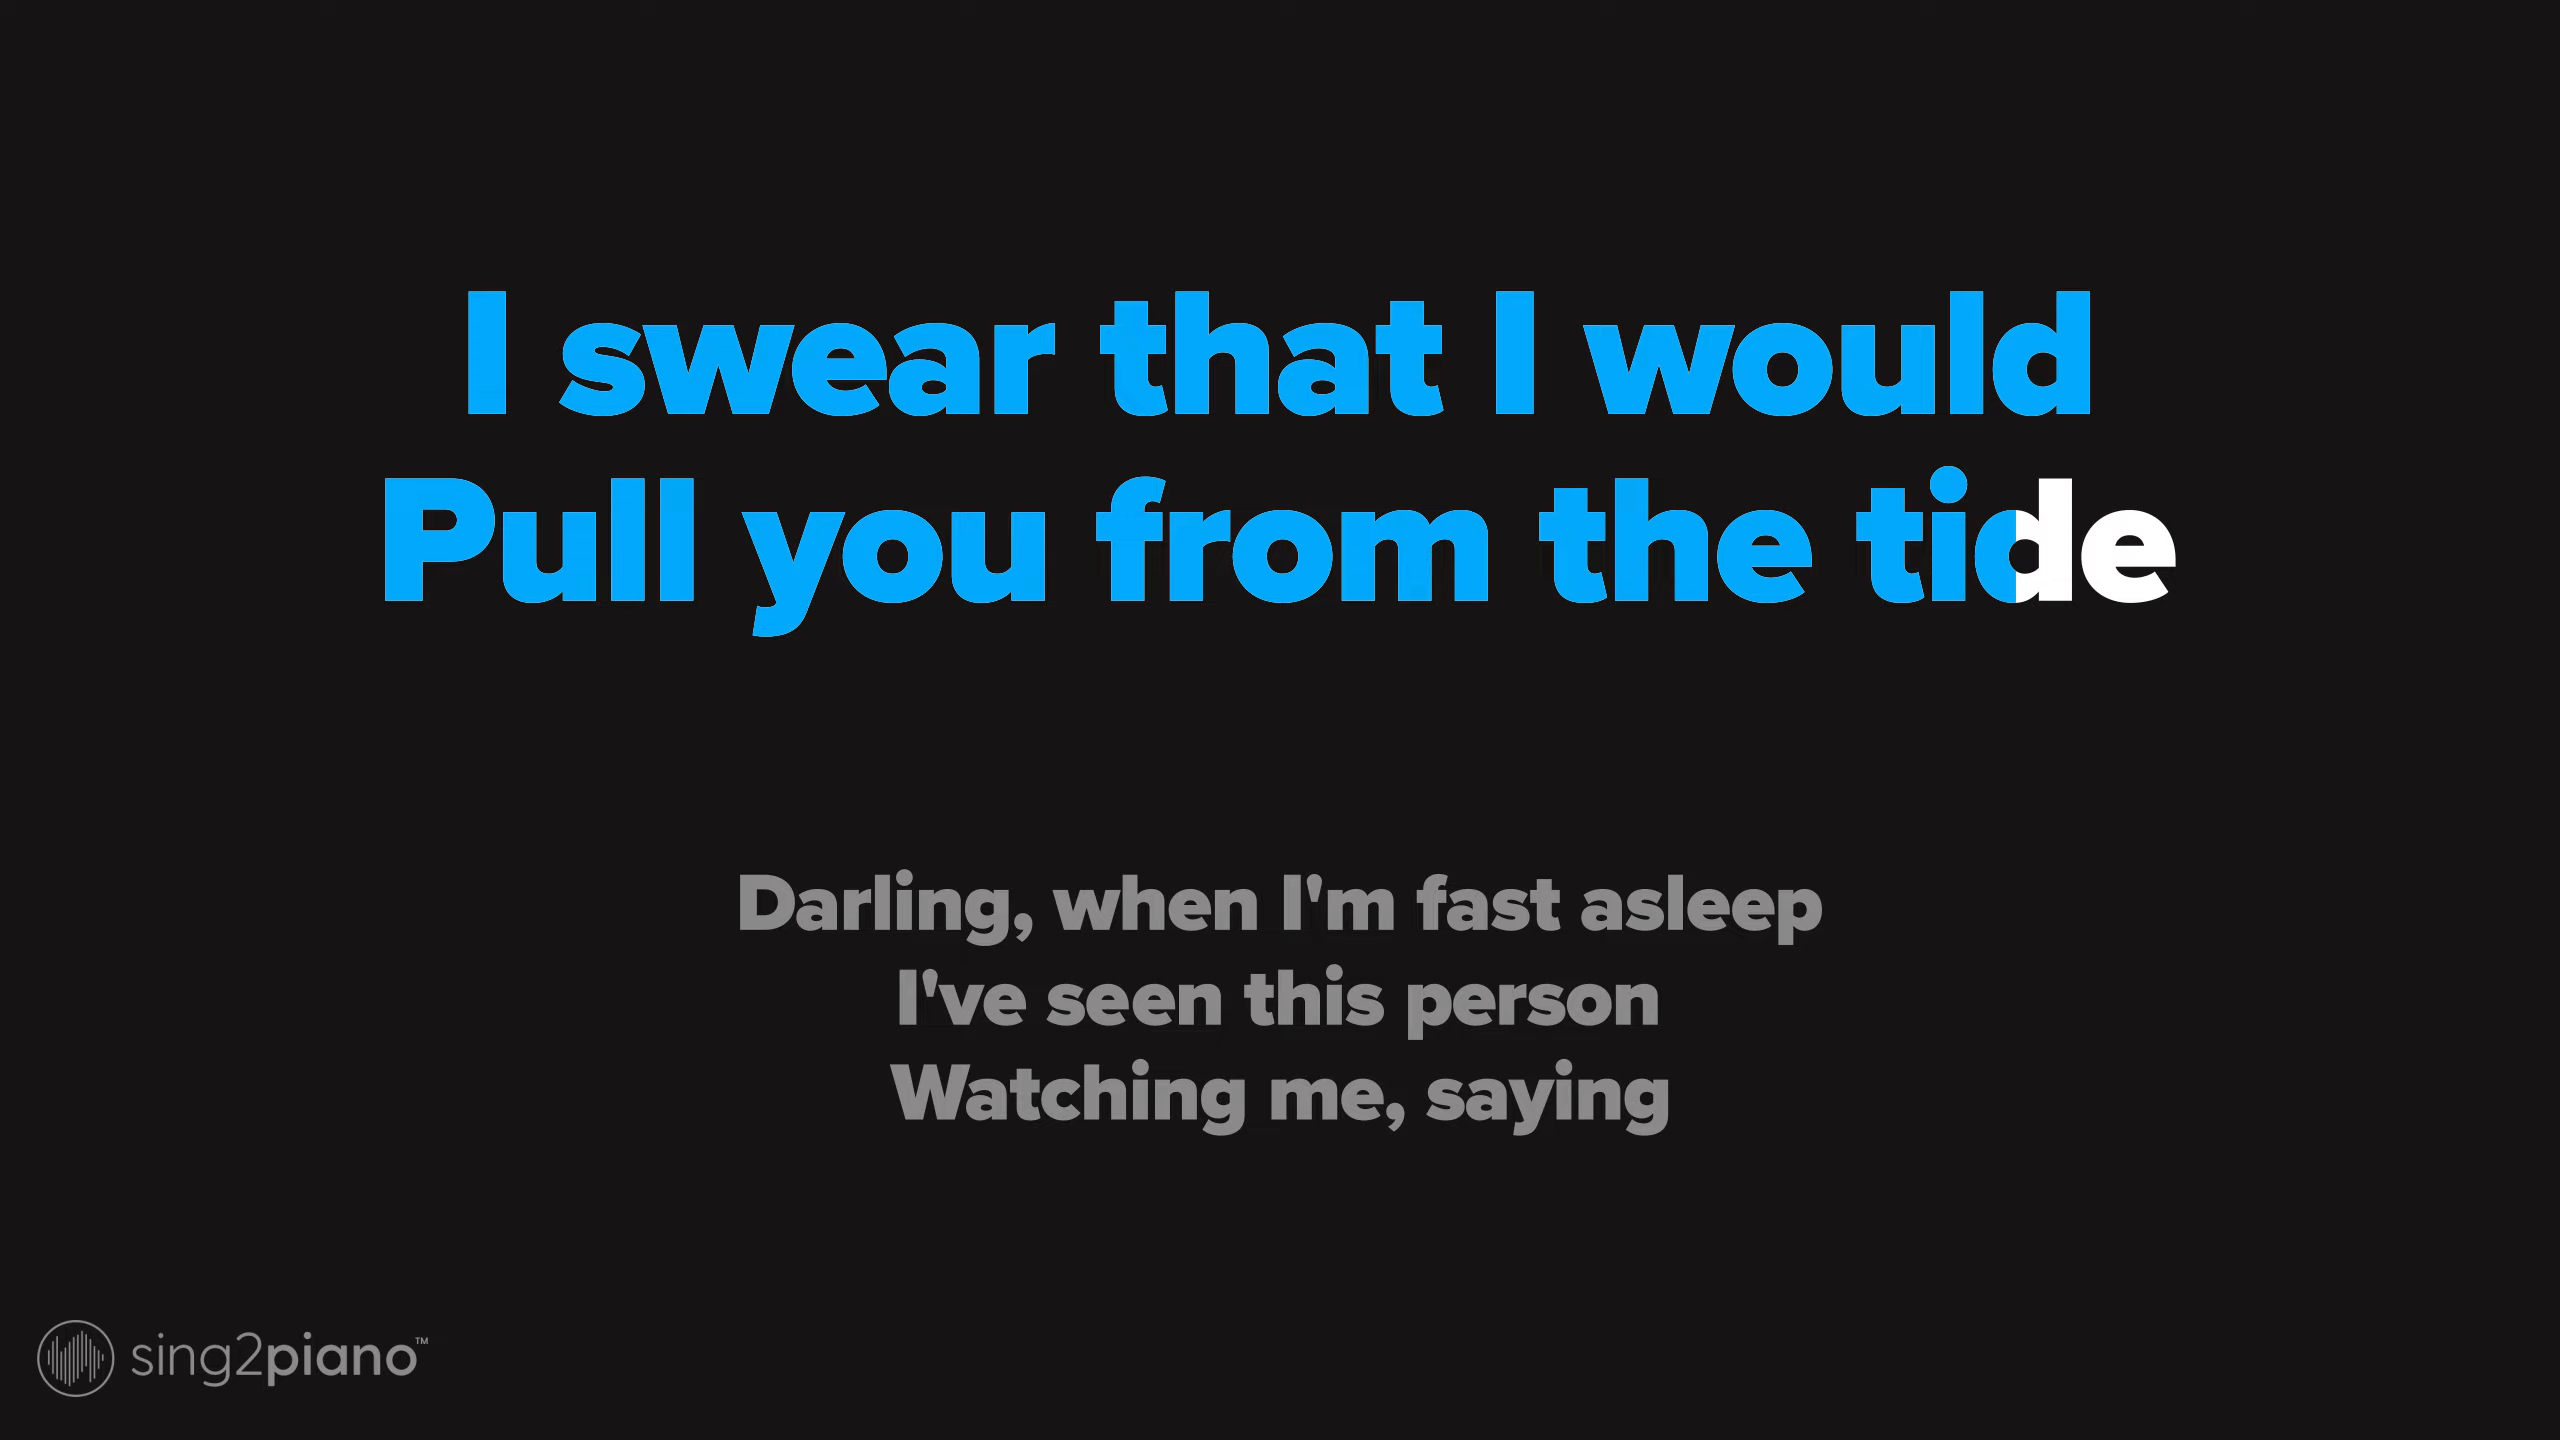 I swear that I would
Pull you from the tide
Darling, when I'm fast asleep
I've seen this person
Watching me, saying
sing2piano™